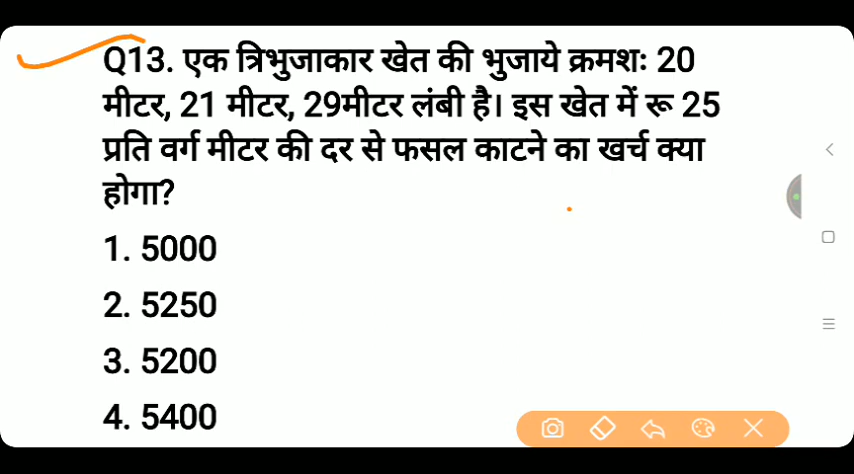 Q13. एक त्रिभुजाकार खेत की भुजाये क्रमशः 20
मीटर, 21 मीटर, 29मीटर लंबी है। इस खेत में रू 25
प्रति वर्ग मीटर की दर से फसल काटने का खर्च क्या
होगा?
1. 5000
2. 5250
3. 5200
4. 5400